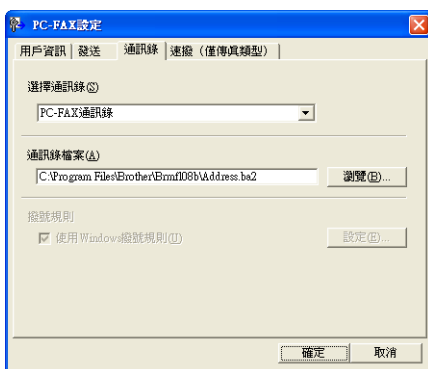 PC-FAX設定
用戶資訊 發送 通訊錄 速撥（僅傳真類型）
選擇通訊錄(S)
PC-FAX通訊錄
通訊錄檔案(A)
C:\Program Files\Brother\Brmfl08b\Address.ba2 瀏覽(B)...
撥號規則
使用Windows撥號規則(U) 設定(E)...
確定 取消